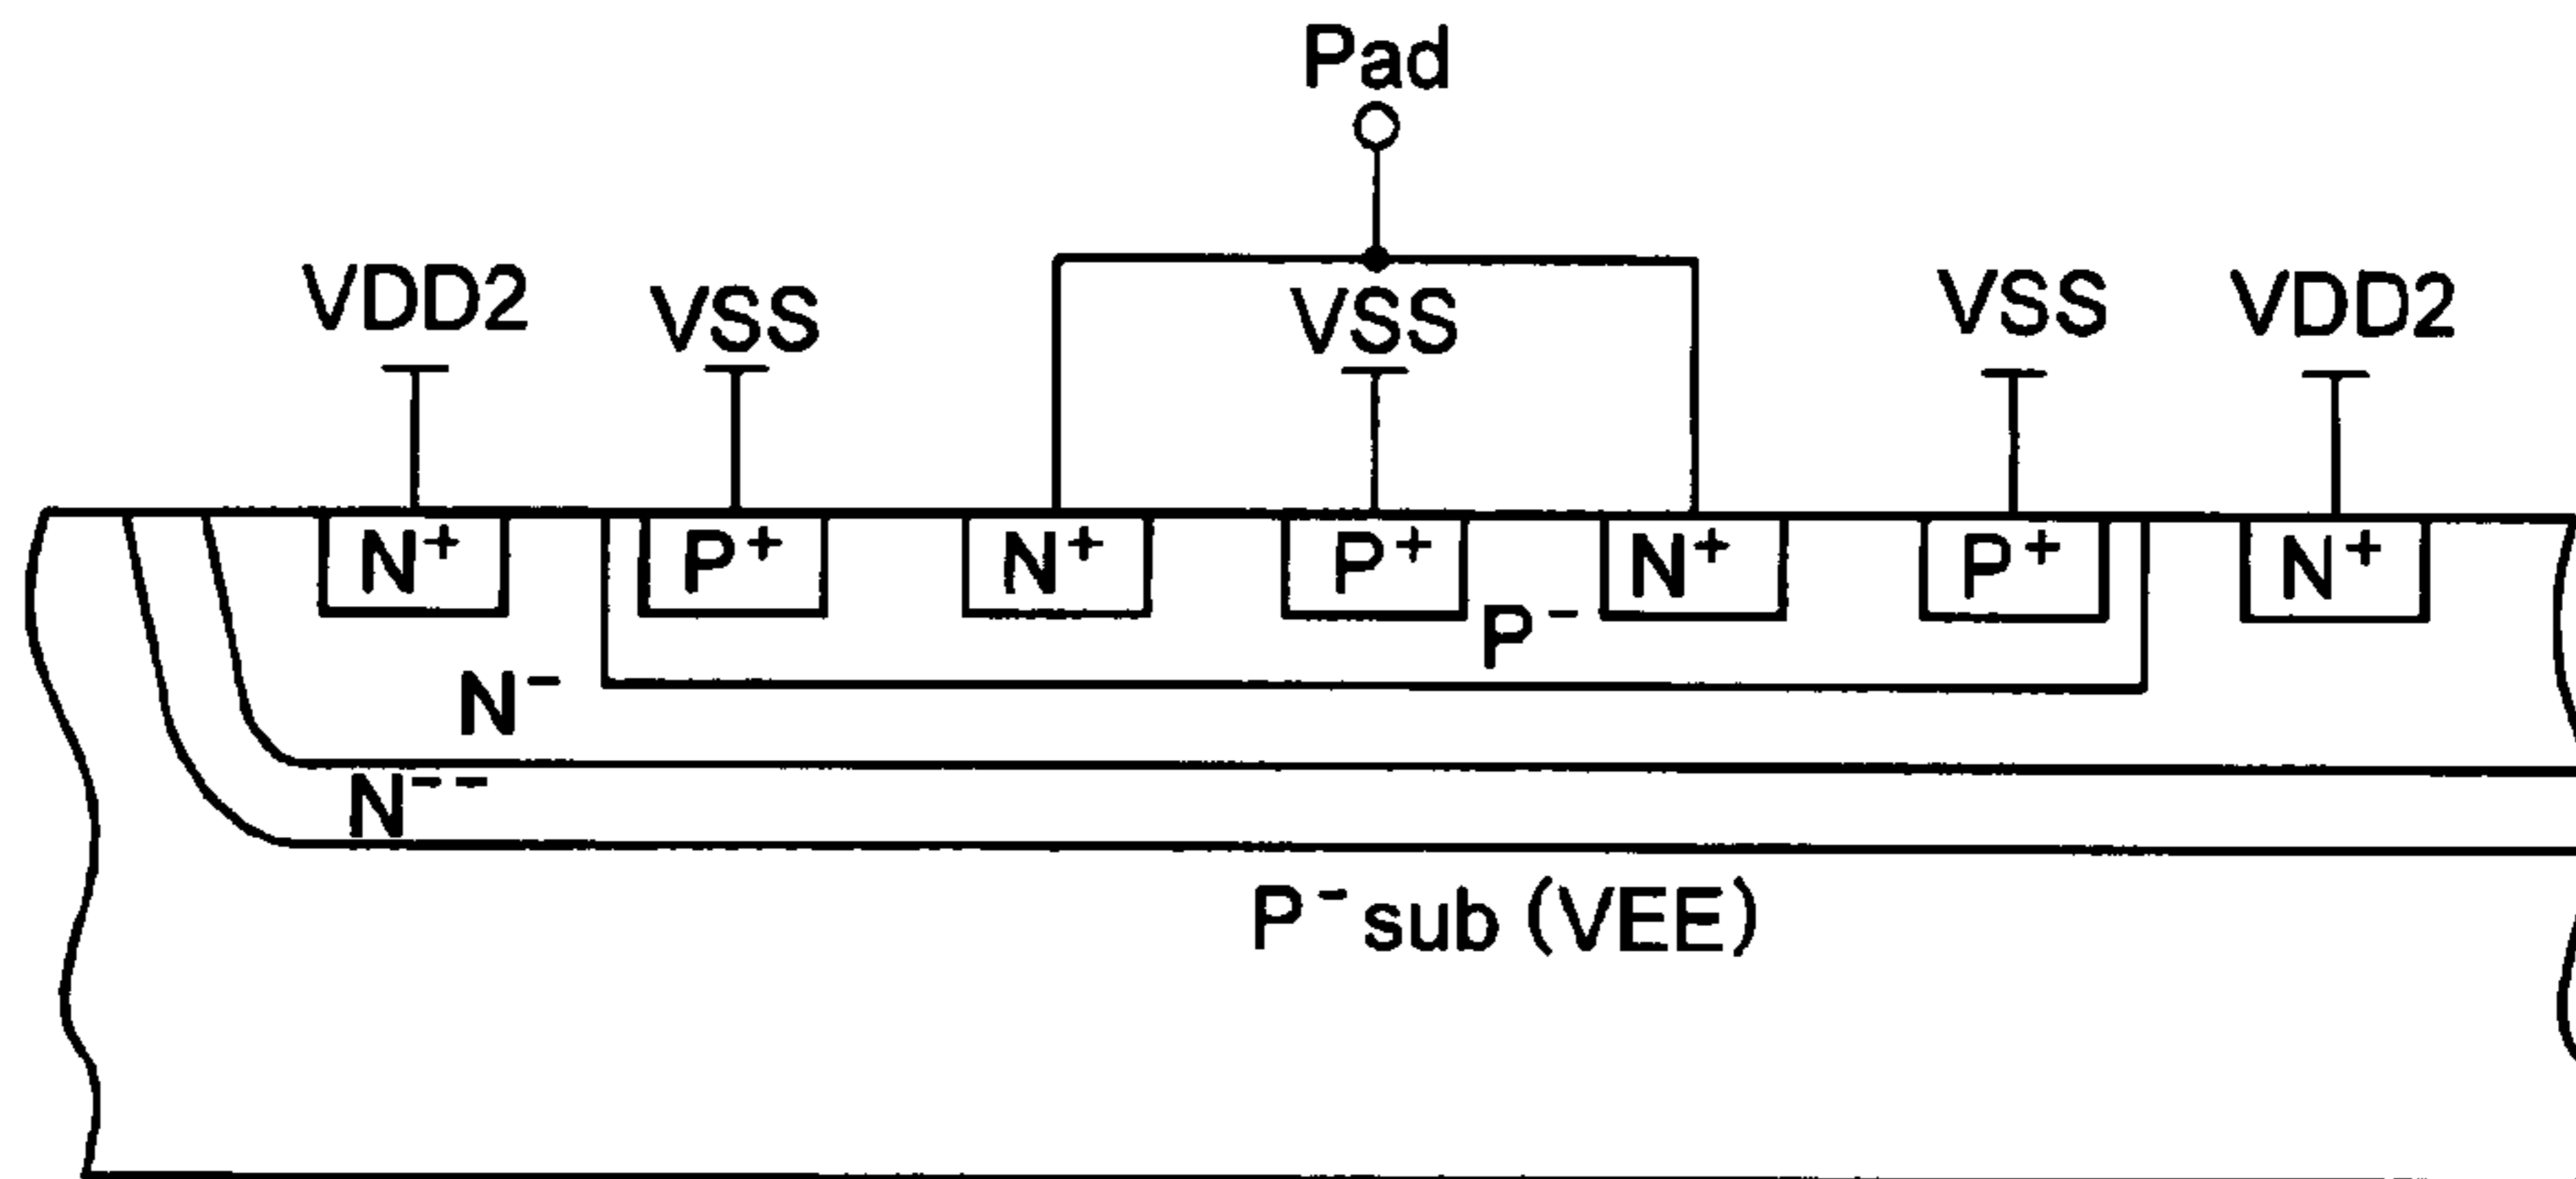 Pad
VDD2 VSS VSS VSS VDD2
N⁺ P⁺ N⁺ P⁺ N⁺ P⁺ N⁺
P⁻
N⁻
N⁻⁻
P⁻sub (VEE)